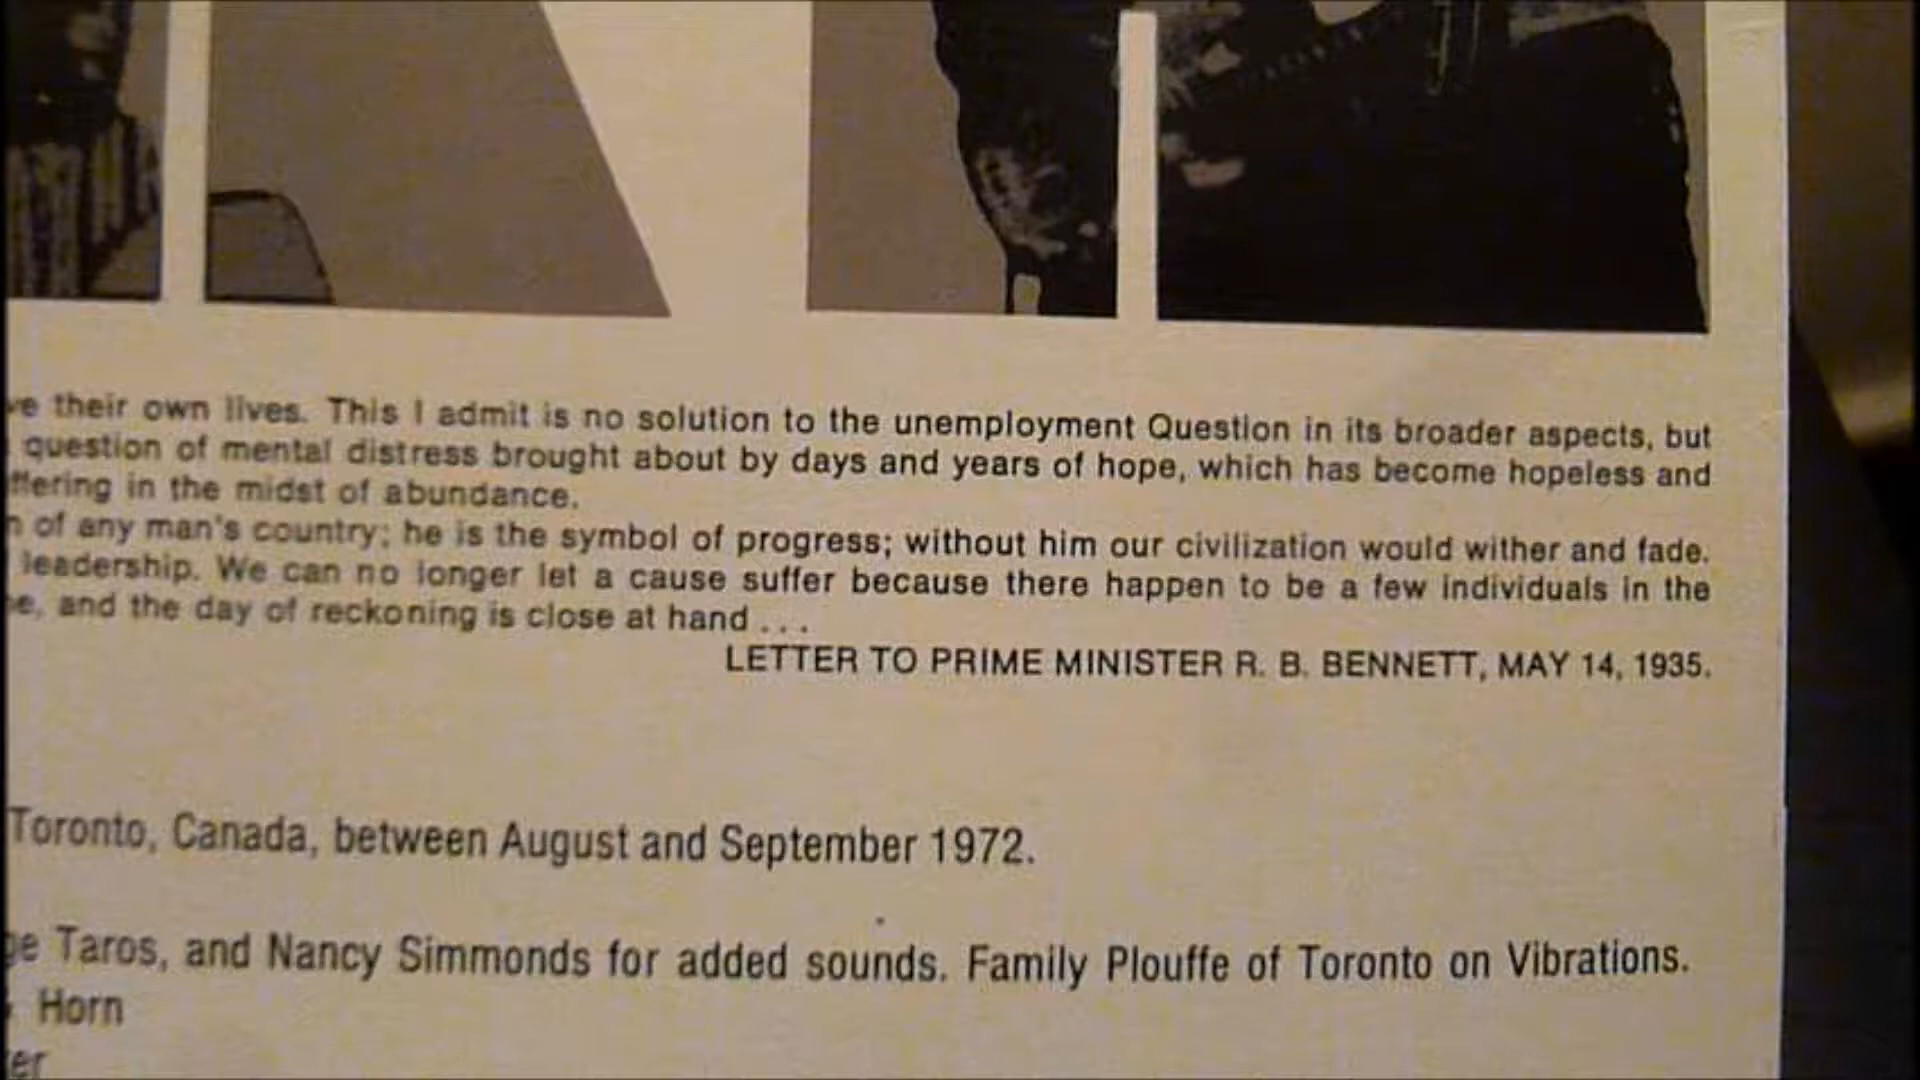 their own lives. This I admit is no solution to the unemployment Question in its broader aspects, but
question of mental distress brought about by days and years of hope, which has become hopeless and
ffering in the midst of abundance.
of any man's country; he is the symbol of progress; without him our civilization would wither and fade.
leadership. We can no longer let a cause suffer because there happen to be a few individuals in the
and the day of reckoning is close at hand ...
LETTER TO PRIME MINISTER R. B. BENNETT, MAY 14, 1935.
Toronto, Canada, between August and September 1972.
ge Taros, and Nancy Simmonds for added sounds. Family Plouffe of Toronto on Vibrations.
Horn
er